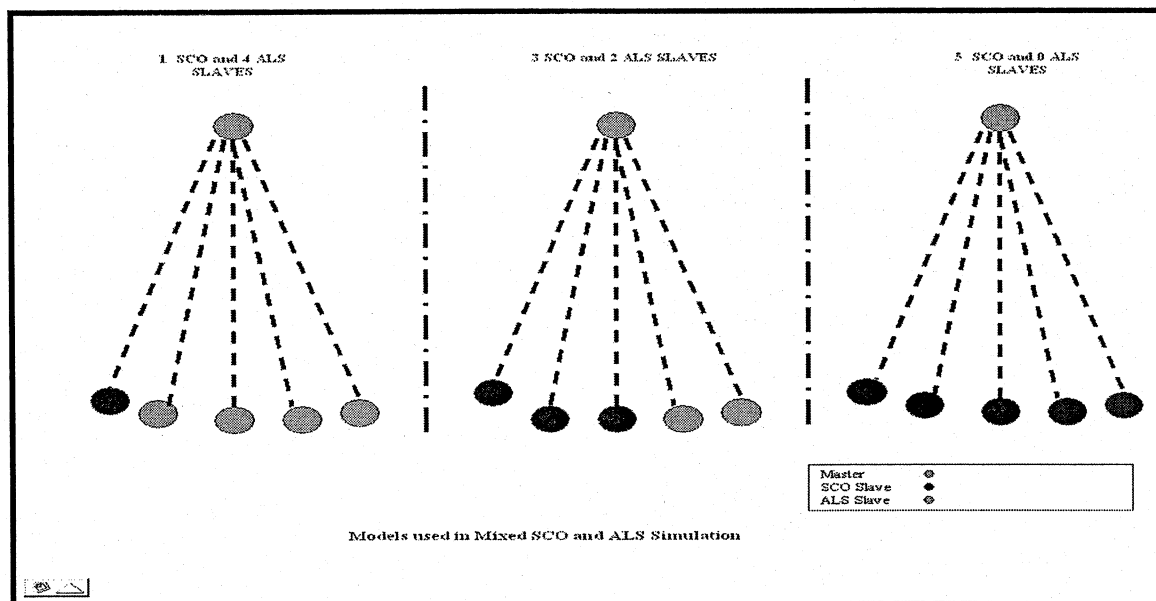 1 SCO and 4 ALS
SLAVES
3 SCO and 2 ALS SLAVES
5 SCO and 0 ALS
SLAVES
Master
SCO Slave
ALS Slave
Models used in Mixed SCO and ALS Simulation